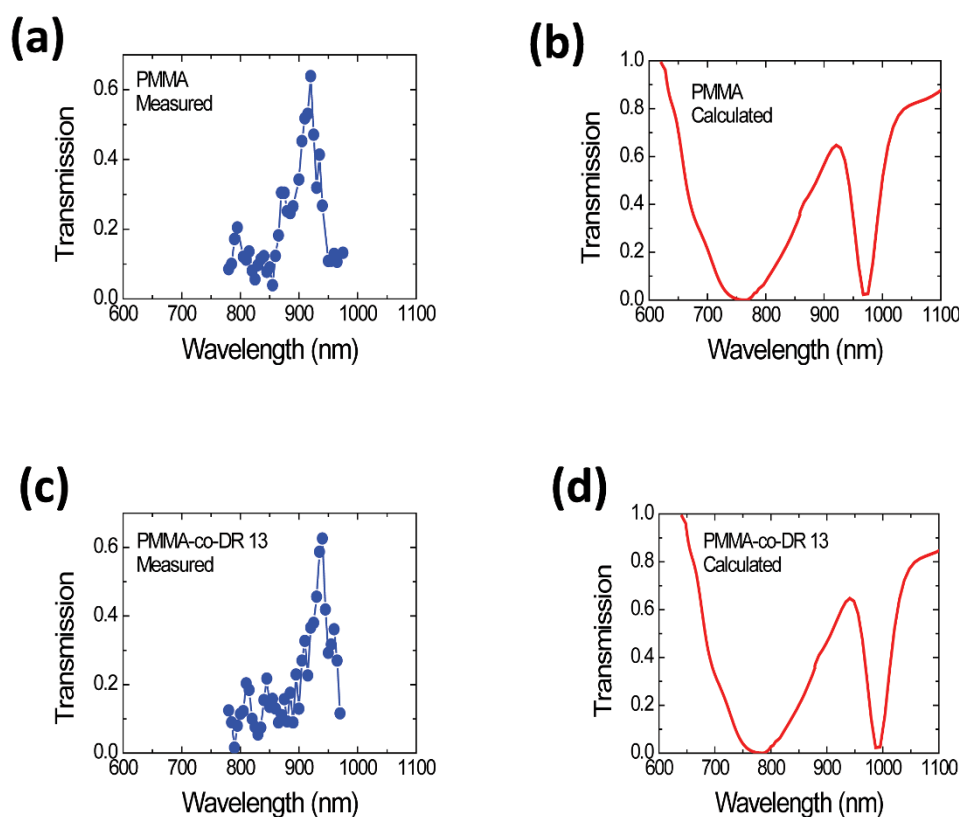 (a)
PMMA
Measured
Transmission
0.6
0.4
0.2
0.0
600 700 800 900 1000 1100
Wavelength (nm)
(b)
PMMA
Calculated
Transmission
1.0
0.8
0.6
0.4
0.2
0.0
600 700 800 900 1000 1100
Wavelength (nm)
(c)
PMMA-co-DR 13
Measured
Transmission
0.6
0.4
0.2
0.0
600 700 800 900 1000 1100
Wavelength (nm)
(d)
PMMA-co-DR 13
Calculated
Transmission
1.0
0.8
0.6
0.4
0.2
0.0
600 700 800 900 1000 1100
Wavelength (nm)